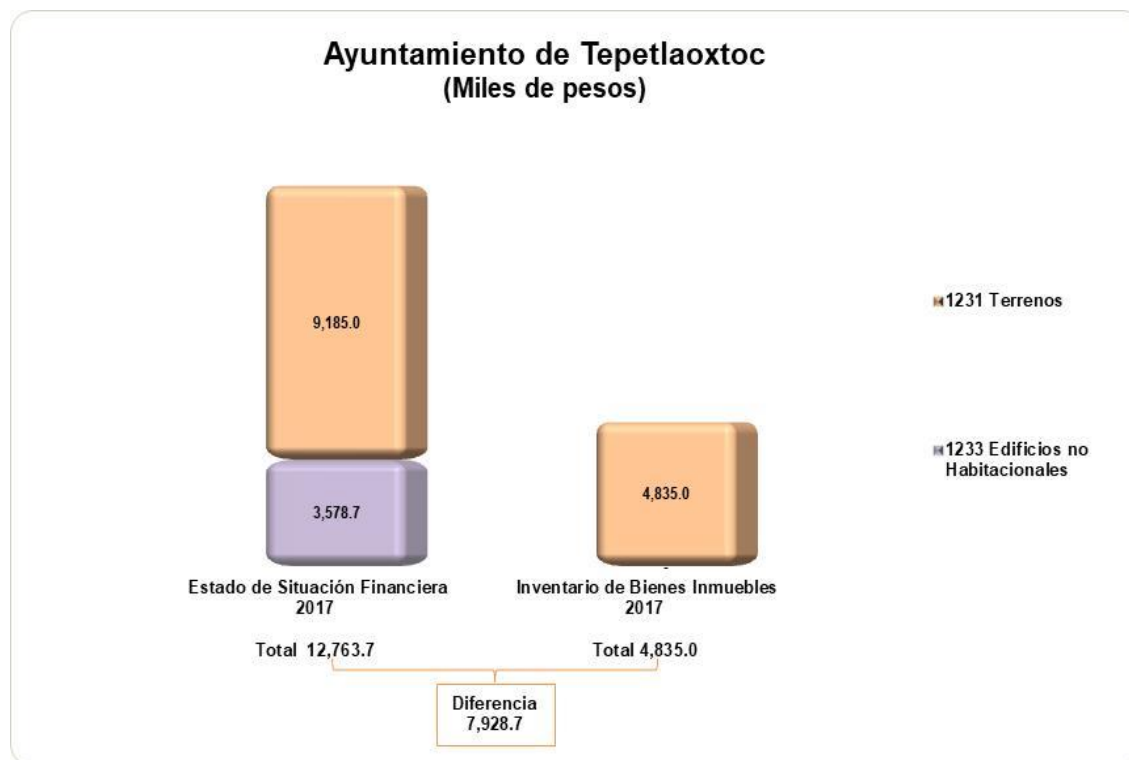 Ayuntamiento de Tepetlaoxtoc
(Miles de pesos)
9,185.0
3,578.7
4,835.0
-
1231 Terrenos
1233 Edificios no
Habitacionales
Estado de Situación Financiera
2017
Inventario de Bienes Inmuebles
2017
Total 12,763.7
Total 4,835.0
Diferencia
7,928.7